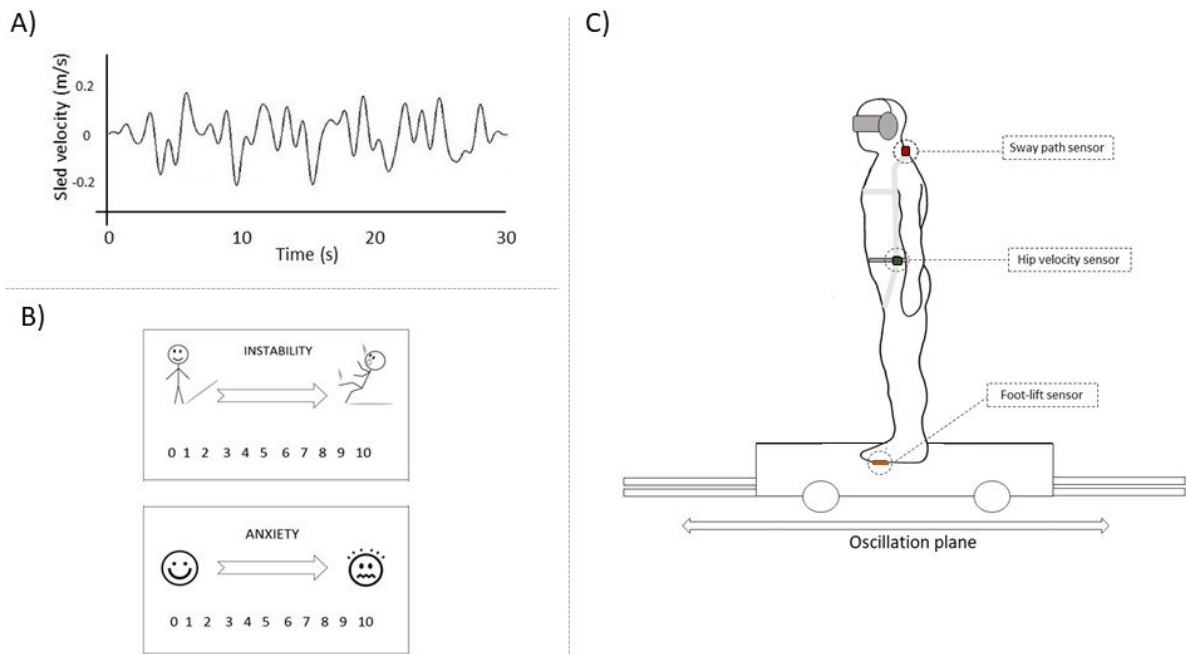 A)
Sled velocity (m/s)
0.2
0
-0.2
0 10 20 30
Time (s)
B)
INSTABILITY
0 1 2 3 4 5 6 7 8 9 10
ANXIETY
0 1 2 3 4 5 6 7 8 9 10
C)
Sway path sensor
Hip velocity sensor
Foot-lift sensor
Oscillation plane